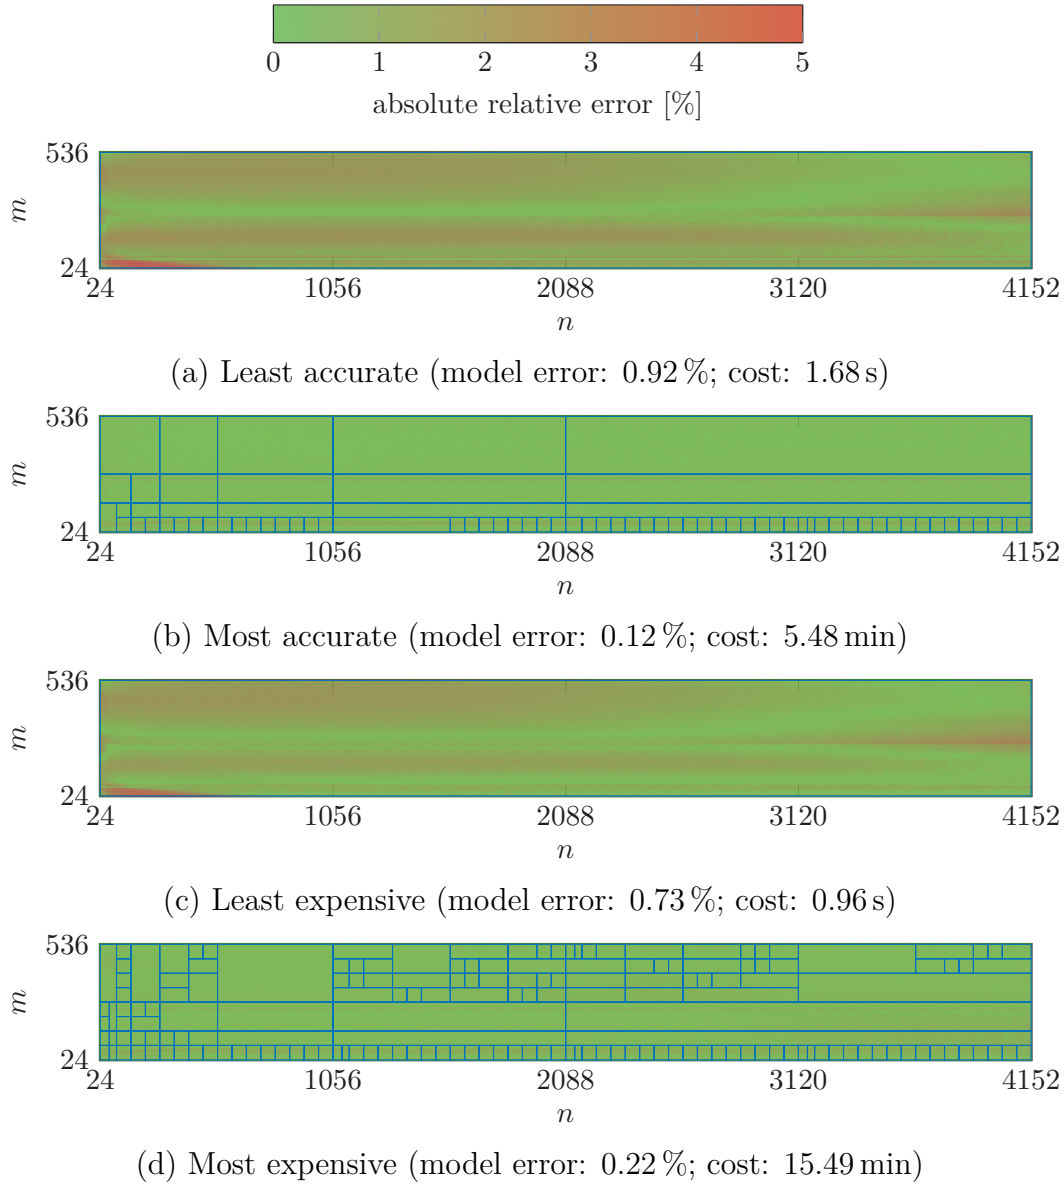 0 1 2 3 4 5
absolute relative error [%]
536
m
24
24 1056 2088 3120 4152
n
(a) Least accurate (model error: 0.92 %; cost: 1.68 s)
536
m
24
24 1056 2088 3120 4152
n
(b) Most accurate (model error: 0.12 %; cost: 5.48 min)
536
m
24
24 1056 2088 3120 4152
n
(c) Least expensive (model error: 0.73 %; cost: 0.96 s)
536
m
24
24 1056 2088 3120 4152
n
(d) Most expensive (model error: 0.22 %; cost: 15.49 min)